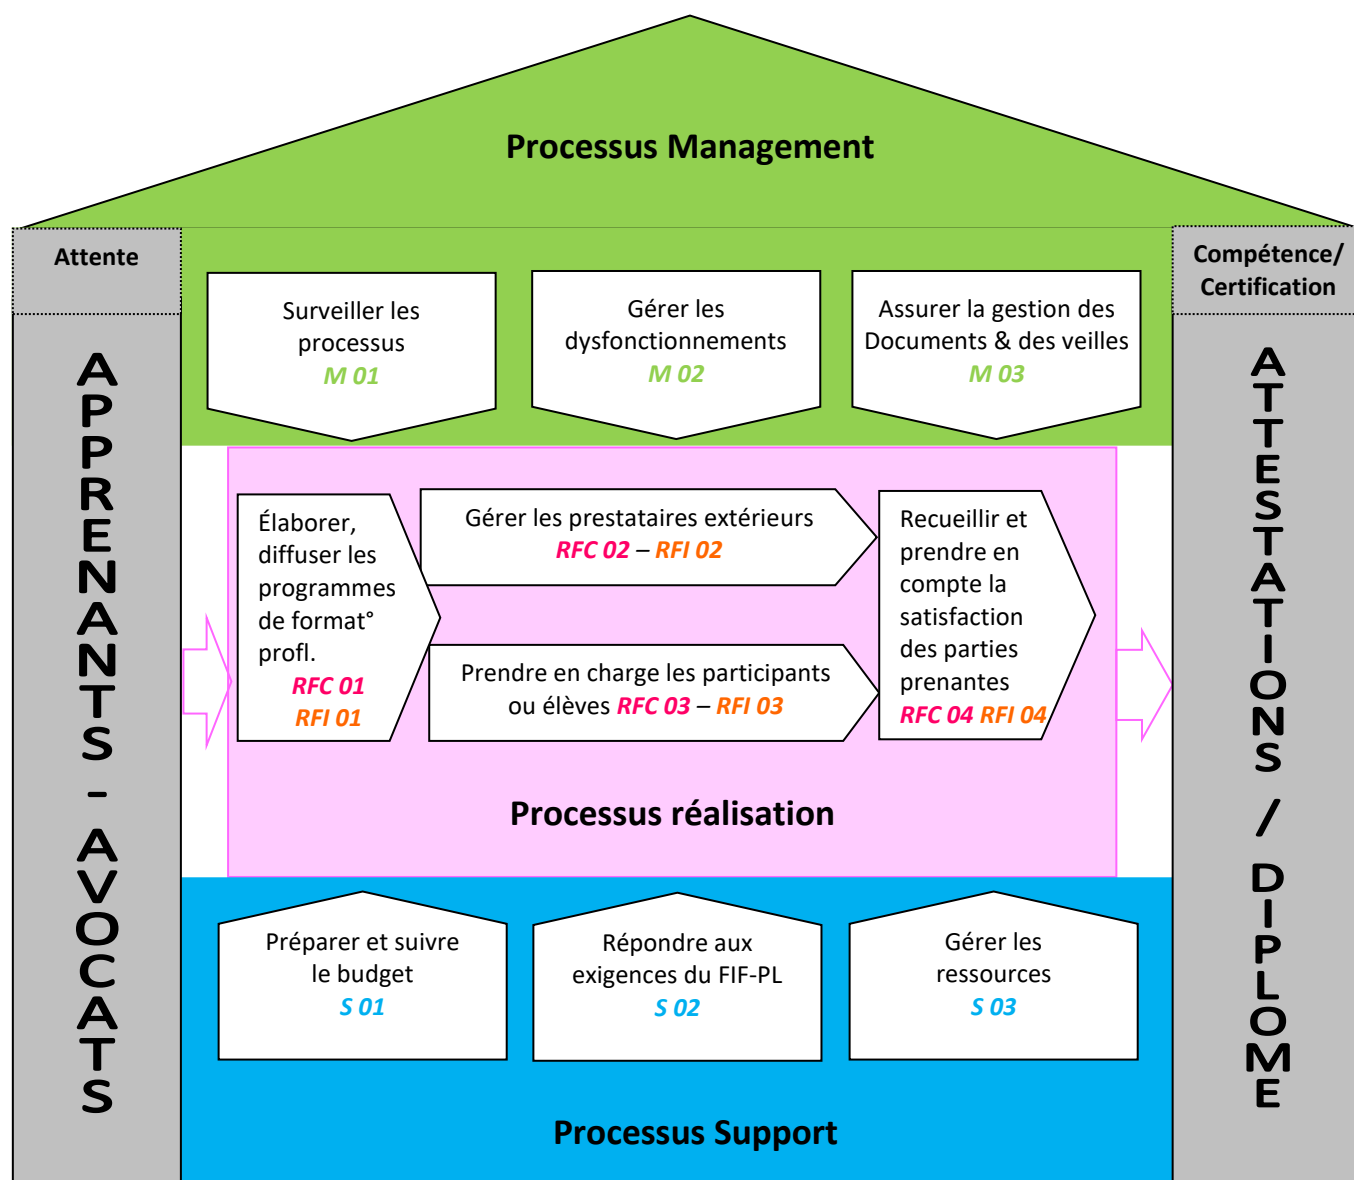 Processus Management
Attente
Compétence/
Certification
APPRENANTS - AVOCATS
Surveiller les
processus
M 01
Gérer les
dysfonctionnements
M 02
Assurer la gestion des
Documents & des veilles
M 03
Élaborer,
diffuser les
programmes
de format°
profl.
RFC 01
RFI 01
Gérer les prestataires extérieurs
RFC 02 – RFI 02
Prendre en charge les participants
ou élèves RFC 03 – RFI 03
Recueillir et
prendre en
compte la
satisfaction
des parties
prenantes
RFC 04 RFI 04
Processus réalisation
Préparer et suivre
le budget
S 01
Répondre aux
exigences du FIF-PL
S 02
Gérer les
ressources
S 03
Processus Support
ATTESTATIONS / DIPLOME